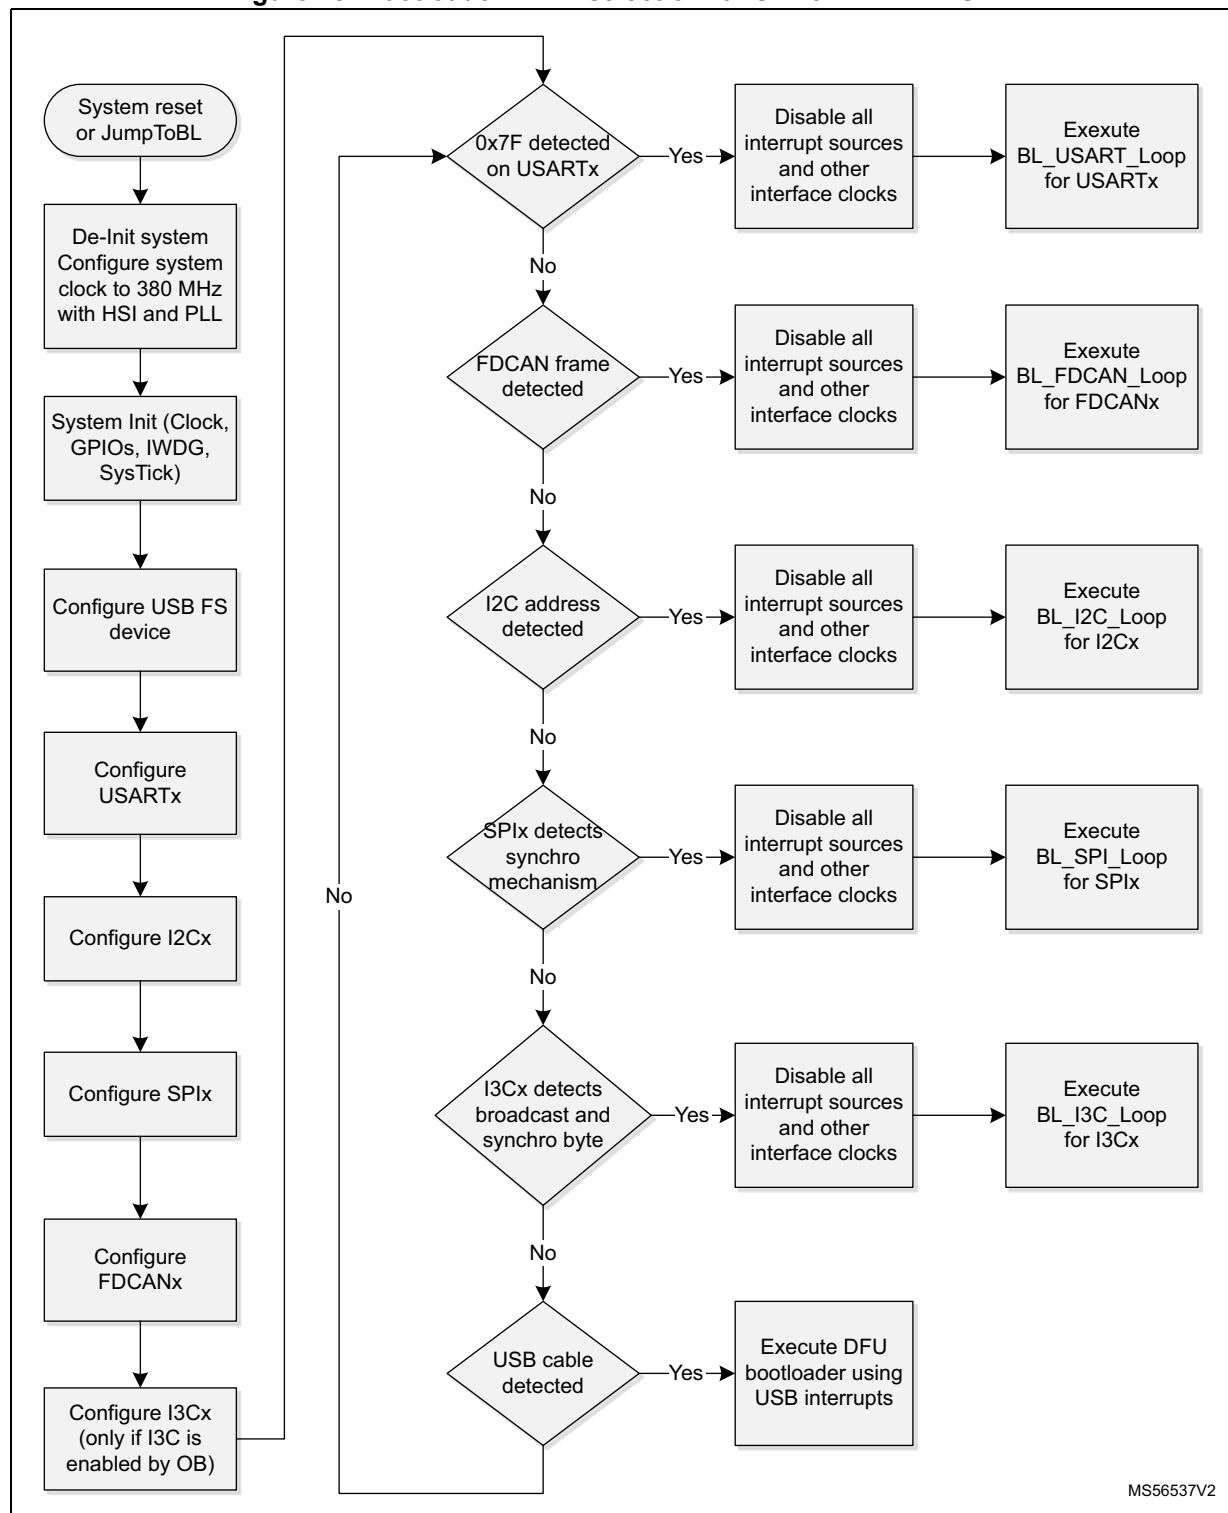 System reset
or JumpToBL
De-Init system
Configure system
clock to 380 MHz
with HSI and PLL
System Init (Clock,
GPIOs, IWDG,
SysTick)
Configure USB FS
device
Configure
USARTx
Configure I2Cx
Configure SPIx
Configure
FDCANx
Configure I3Cx
(only if I3C is
enabled by OB)
0x7F detected
on USARTx
Yes
Disable all
interrupt sources
and other
interface clocks
Exexute
BL_USART_Loop
for USARTx
No
FDCAN frame
detected
Yes
Disable all
interrupt sources
and other
interface clocks
Exexute
BL_FDCAN_Loop
for FDCANx
No
I2C address
detected
Yes
Disable all
interrupt sources
and other
interface clocks
Execute
BL_I2C_Loop
for I2Cx
No
SPIx detects
synchro
mechanism
Yes
Disable all
interrupt sources
and other
interface clocks
Execute
BL_SPI_Loop
for SPIx
No
No
I3Cx detects
broadcast and
synchro byte
Yes
Disable all
interrupt sources
and other
interface clocks
Execute
BL_I3C_Loop
for I3Cx
No
USB cable
detected
Yes
Execute DFU
bootloader using
USB interrupts
MS56537V2